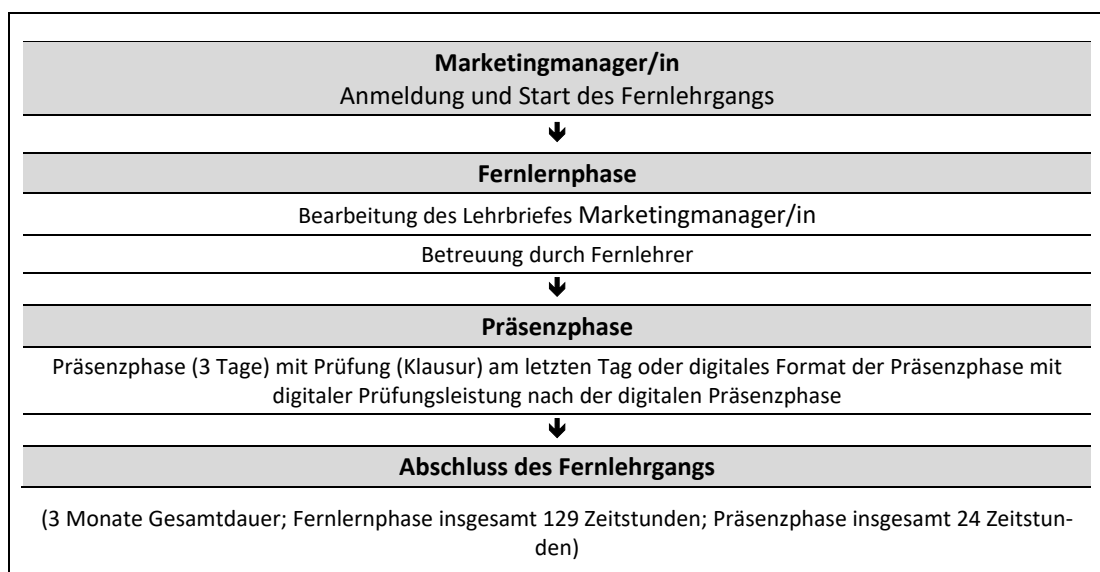 Marketingmanager/in
Anmeldung und Start des Fernlehrgangs
Fernlernphase
Bearbeitung des Lehrbriefes Marketingmanager/in
Betreuung durch Fernlehrer
Präsenzphase
Präsenzphase (3 Tage) mit Prüfung (Klausur) am letzten Tag oder digitales Format der Präsenzphase mit
digitaler Prüfungsleistung nach der digitalen Präsenzphase
Abschluss des Fernlehrgangs
(3 Monate Gesamtdauer; Fernlernphase insgesamt 129 Zeitstunden; Präsenzphase insgesamt 24 Zeitstun-
den)